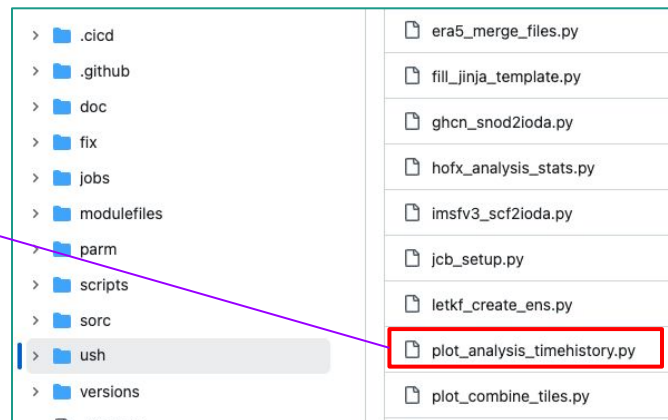 .cicd
.github
doc
fix
jobs
modulefiles
parm
scripts
sorc
ush
versions
era5_merge_files.py
fill_jinja_template.py
ghcn_snod2ioda.py
hofx_analysis_stats.py
imsfv3_scf2ioda.py
jcb_setup.py
letkf_create_ens.py
plot_analysis_timehistory.py
plot_combine_tiles.py